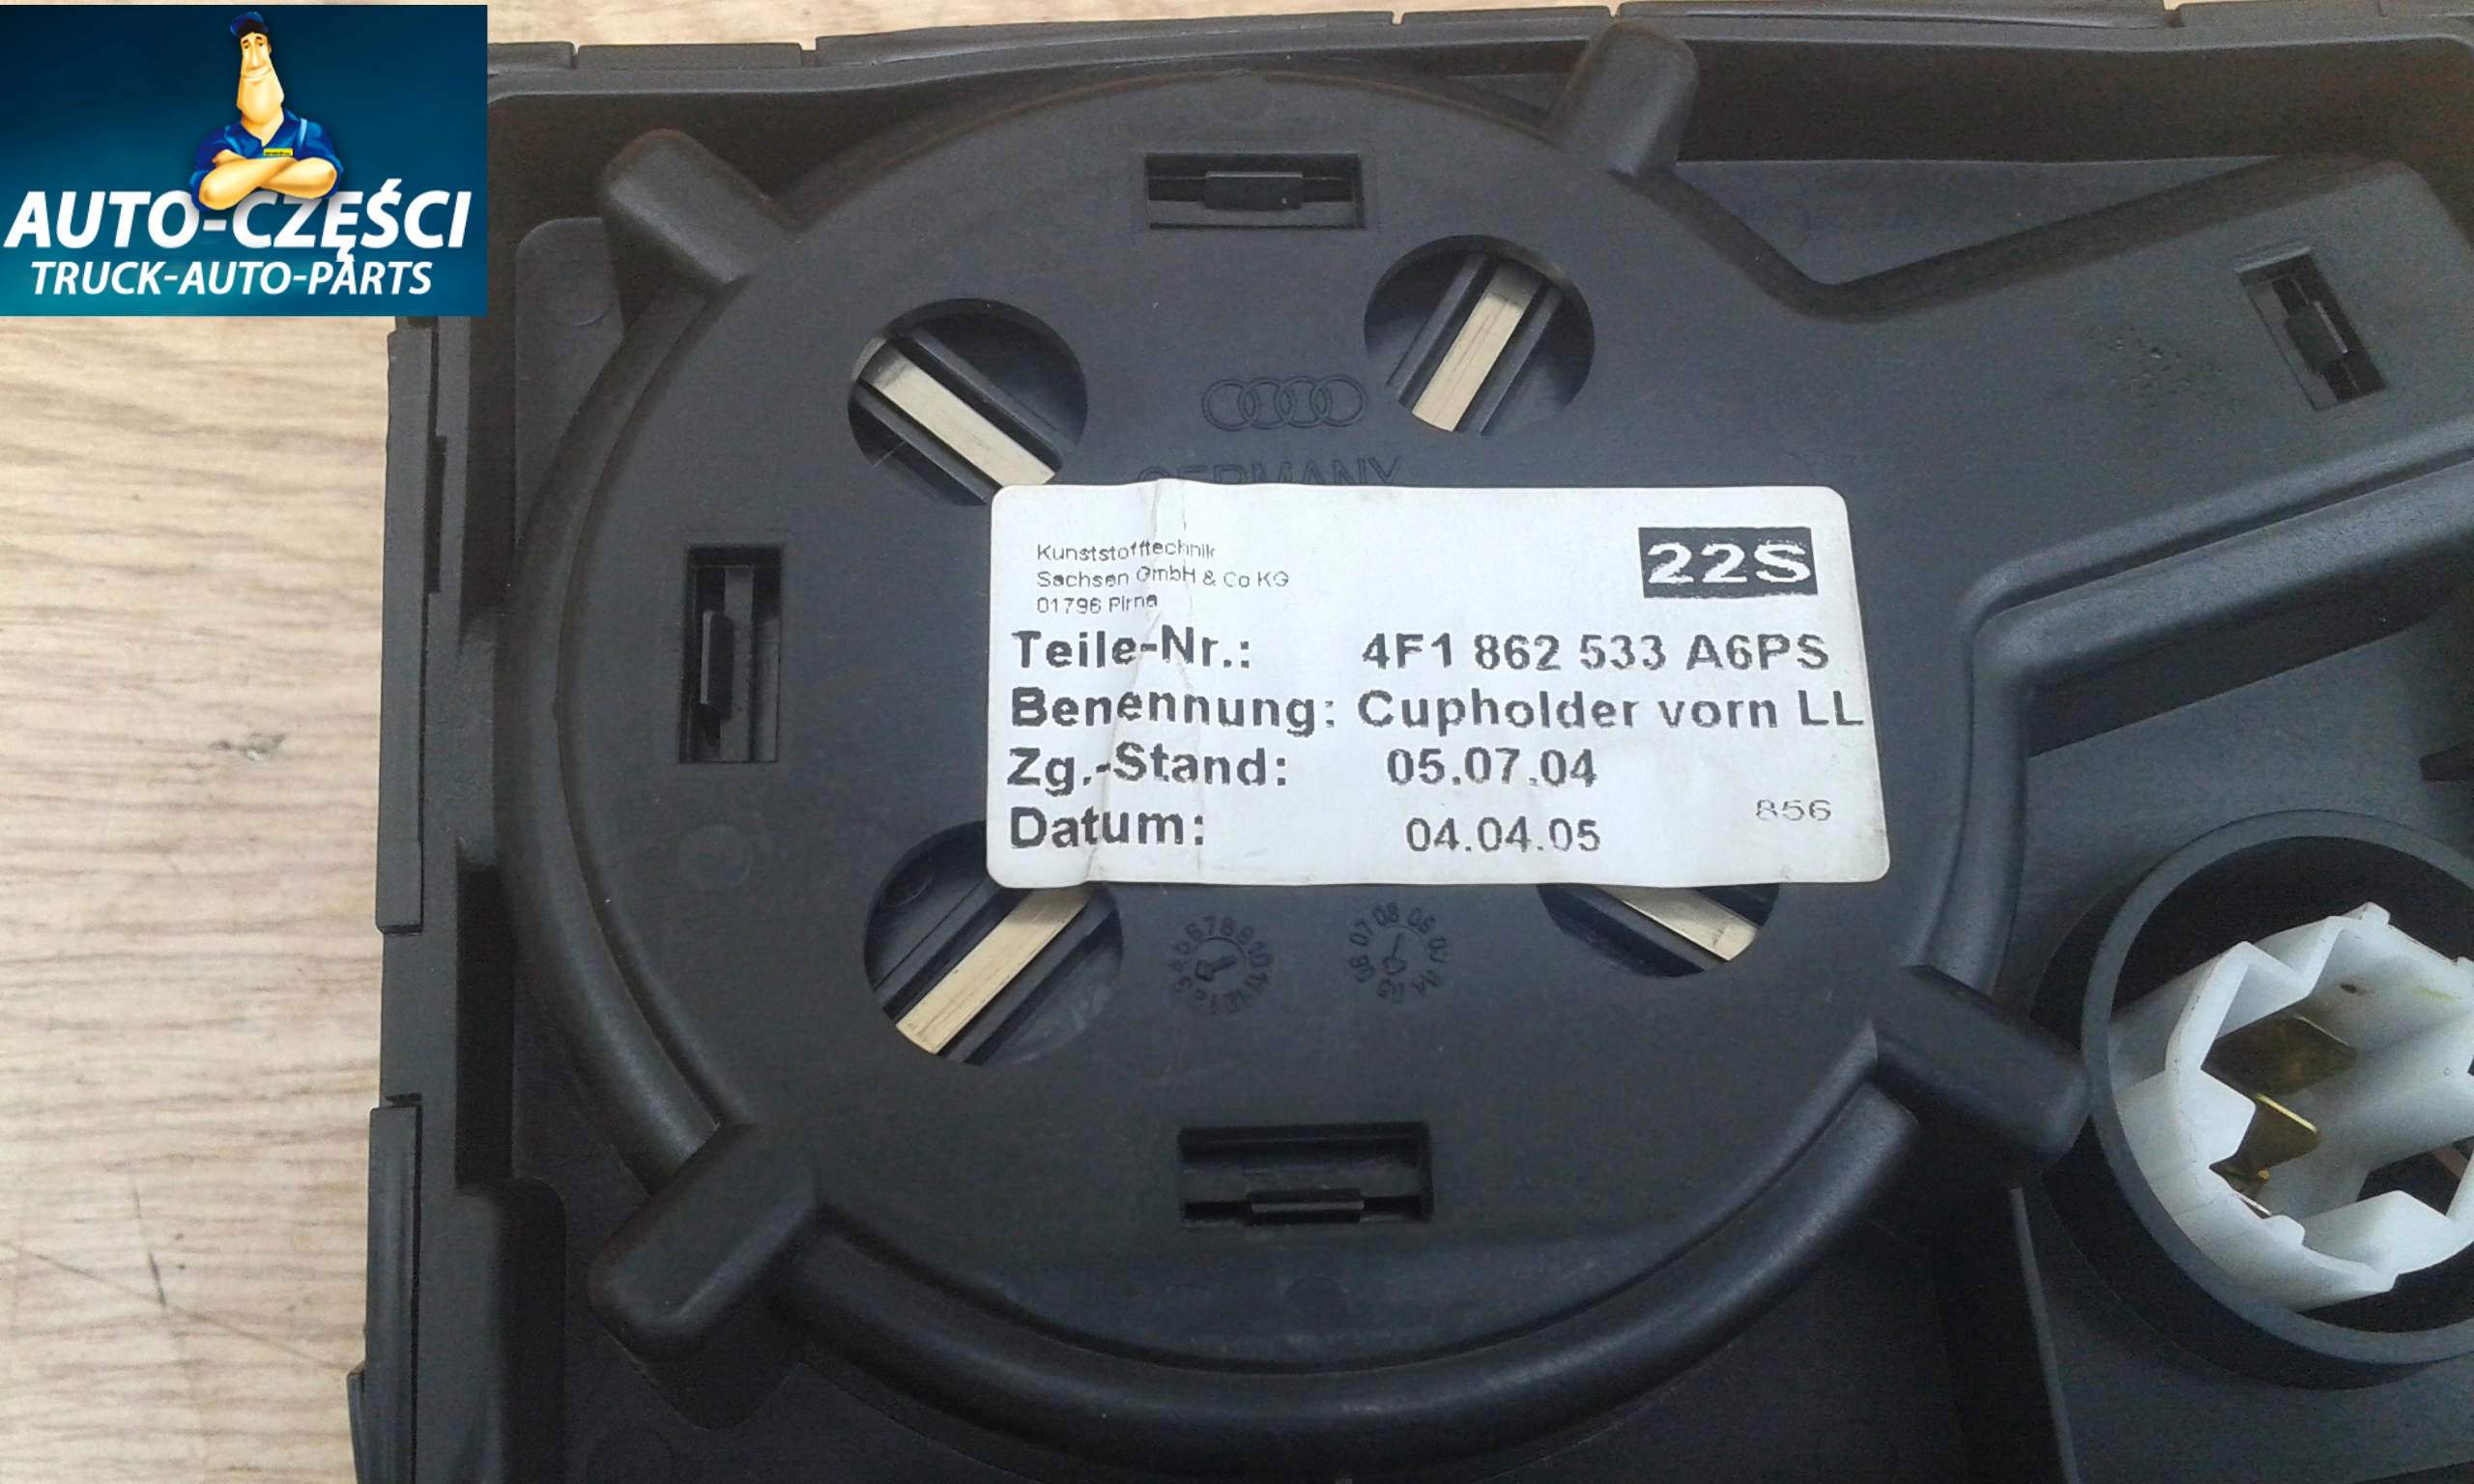 AUTO-CZĘŚCI
TRUCK-AUTO-PARTS
GERMANY
Kunststofftechnik
Sachsen GmbH & Co KG
01796 Pirna
22S
Teile-Nr.: 4F1 862 533 A6PS
Benennung: Cupholder vorn LL
Zg.-Stand: 05.07.04
856
Datum: 04.04.05